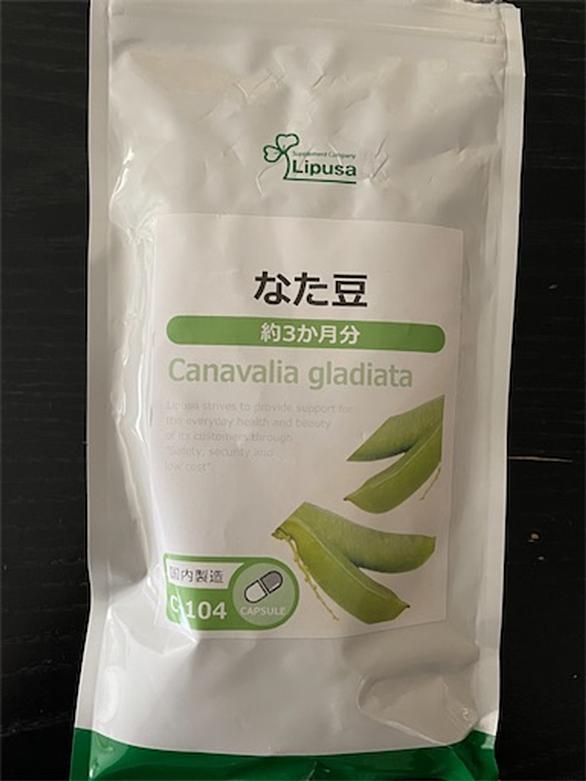 Supplement Company
Lipusa
なた豆
約3か月分
Canavalia gladiata
Lipusa strives to provide support for
the everyday health and beauty
of its customers through
"Safety, security and
low cost".
国内製造
C-104
CAPSULE